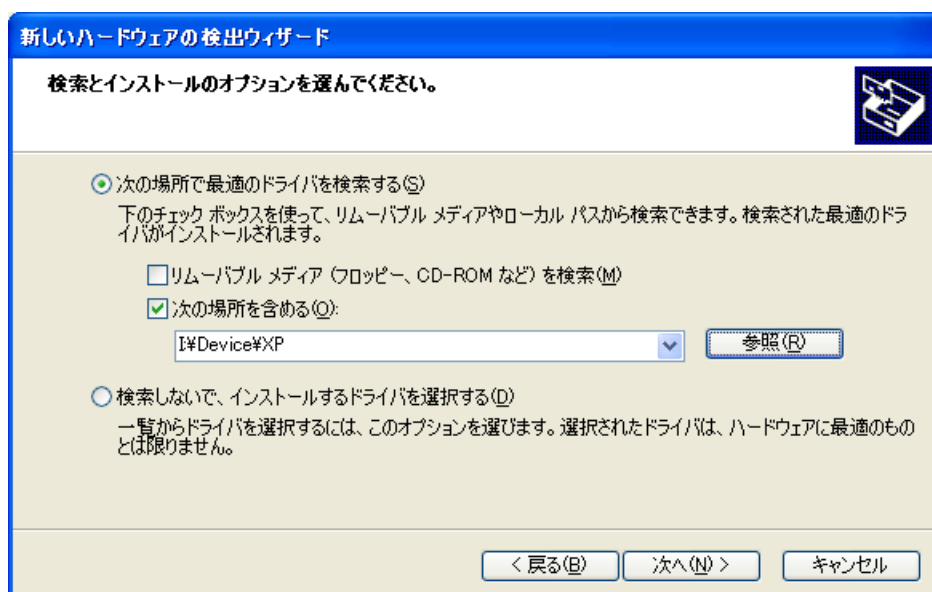 新しいハードウェアの検出ウィザード
検索とインストールのオプションを選んでください。
次の場所で最適のドライバを検索する(S)
下のチェック ボックスを使って、リムーバブル メディアやローカル パスから検索できます。検索された最適のドラ
イバがインストールされます。
リムーバブル メディア (フロッピー、CD-ROM など) を検索(M)
次の場所を含める(O):
I¥Device¥XP
参照(R)
検索しないで、インストールするドライバを選択する(D)
一覧からドライバを選択するには、このオプションを選びます。選択されたドライバは、ハードウェアに最適のもの
とは限りません。
< 戻る(B)
次へ(N) >
キャンセル